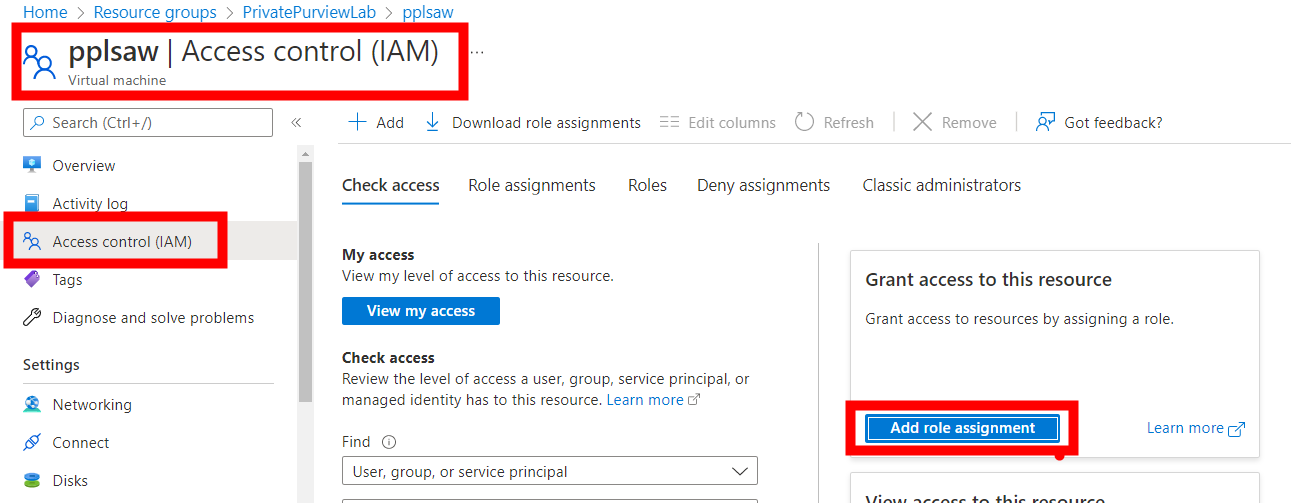 Home > Resource groups > PrivatePurviewLab > pplsaw
pplsaw | Access control (IAM) ...
Virtual machine
Search (Ctrl+/) «
+ Add Download role assignments Edit columns Refresh Remove Got feedback?
Overview
Activity log
Access control (IAM)
Tags
Diagnose and solve problems
Settings
Networking
Connect
Disks
Check access Role assignments Roles Deny assignments Classic administrators
My access
View my level of access to this resource.
View my access
Check access
Review the level of access a user, group, service principal, or
managed identity has to this resource. Learn more
Find
User, group, or service principal
Grant access to this resource
Grant access to resources by assigning a role.
Add role assignment Learn more
View access to this resource